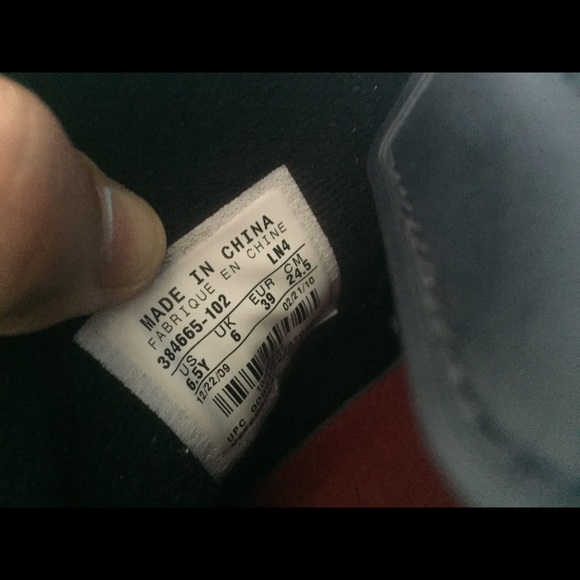 MADE IN CHINA
FABRIQUE EN CHINE
384665-102 LN4
US UK EUR CM
6.5Y 6 39 24.5
12/22/09 02/21/10
UPC